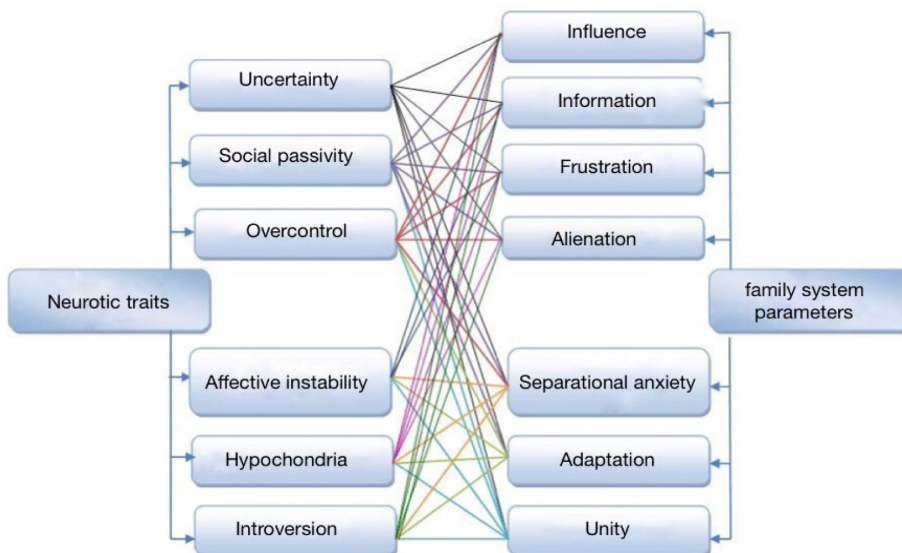 Influence
Uncertainty
Information
Social passivity
Frustration
Overcontrol
Alienation
Neurotic traits
family system
parameters
Affective instability
Separational anxiety
Hypochondria
Adaptation
Introversion
Unity